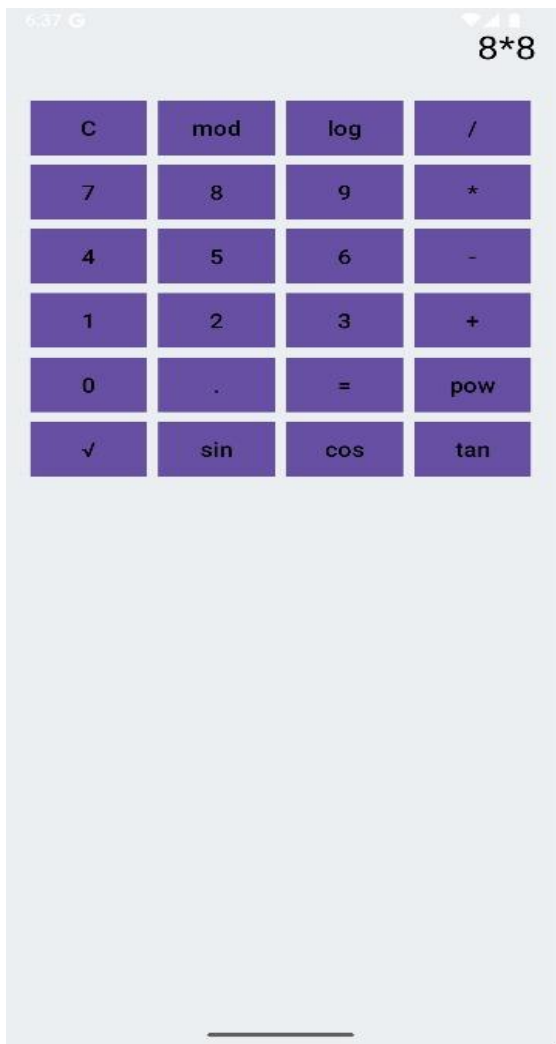 6:37 G
8*8
C mod log /
7 8 9 *
4 5 6 -
1 2 3 +
0 . = pow
√ sin cos tan